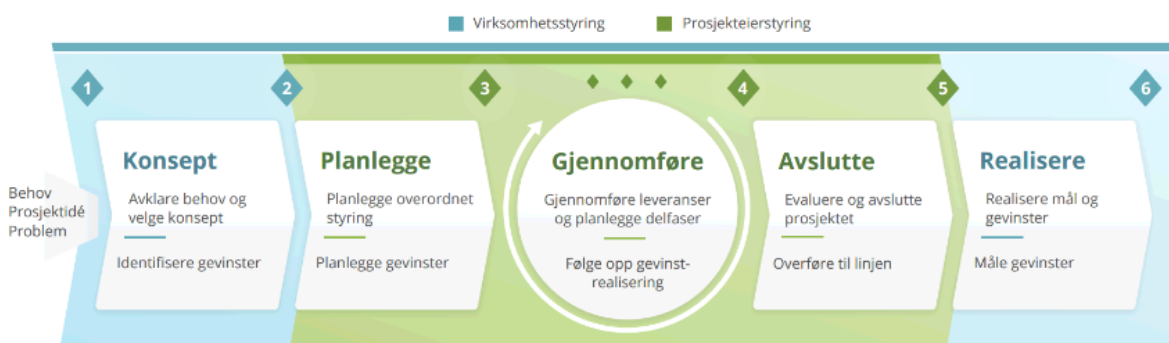 Virksomhetsstyring
Prosjekteierstyring
1
2
3
4
5
6
Behov
Prosjektidé
Problem
Konsept
Avklare behov og
velge konsept
Identifisere gevinster
Planlegge
Planlegge overordnet
styring
Planlegge gevinster
Gjennomføre
Gjennomføre leveranser
og planlegge delfaser
Følge opp gevinst-
realisering
Avslutte
Evaluere og avslutte
prosjektet
Overføre til linjen
Realisere
Realisere mål og
gevinster
Måle gevinster